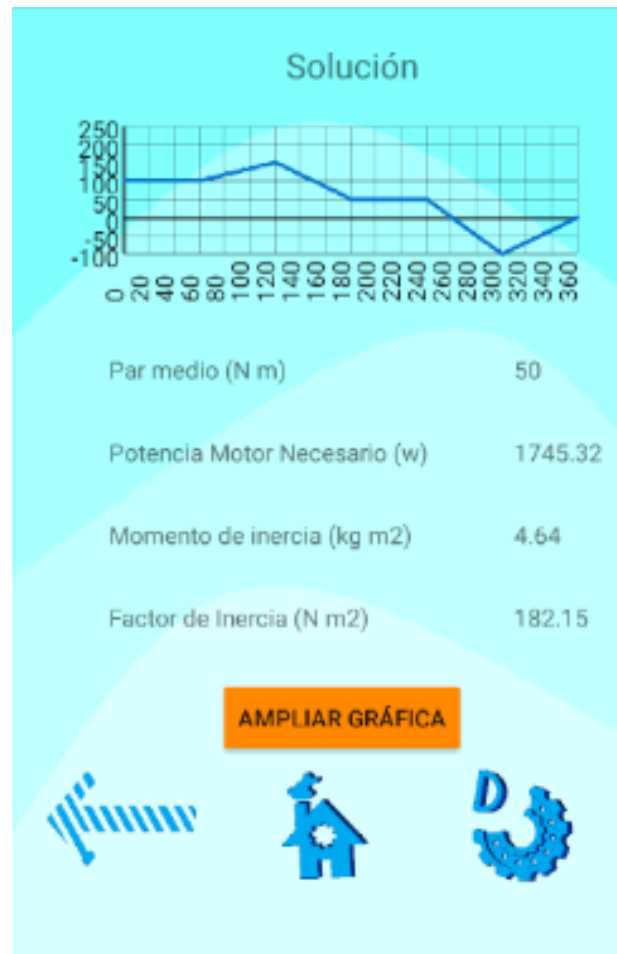 Solución
250
200
150
100
50
0
-50
-100
0 20 40 60 80 100 120 140 160 180 200 220 240 260 280 300 320 340 360
Par medio (N m) 50
Potencia Motor Necesario (w) 1745.32
Momento de inercia (kg m2) 4.64
Factor de Inercia (N m2) 182.15
AMPLIAR GRÁFICA
D